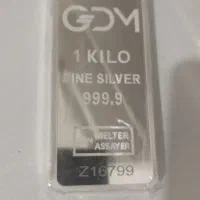 GDM
1 KILO
FINE SILVER
999.9
MELTER
ASSAYER
Z16799